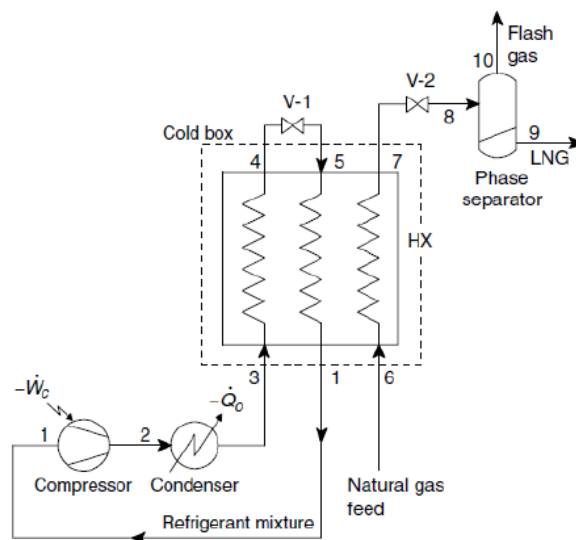 10
Flash
gas
V-2
V-1
8
Cold box
9
4
5
7
LNG
Phase
separator
HX
−Ẇc
3
1
6
−Q̇o
1
2
Compressor
Condenser
Natural gas
feed
Refrigerant mixture